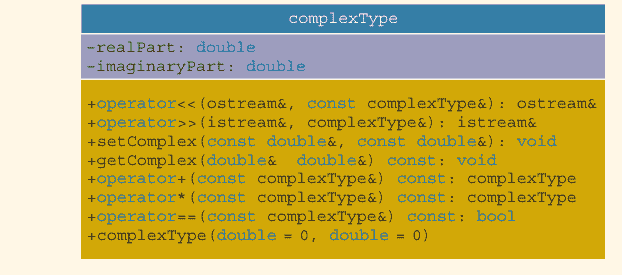 complexType
-realPart: double
-imaginaryPart: double
+operator<<(ostream&, const complexType&): ostream&
+operator>>(istream&, complexType&): istream&
+setComplex(const double&, const double&): void
+getComplex(double& double&) const: void
+operator+(const complexType&) const: complexType
+operator*(const complexType&) const: complexType
+operator==(const complexType&) const: bool
+complexType(double = 0, double = 0)